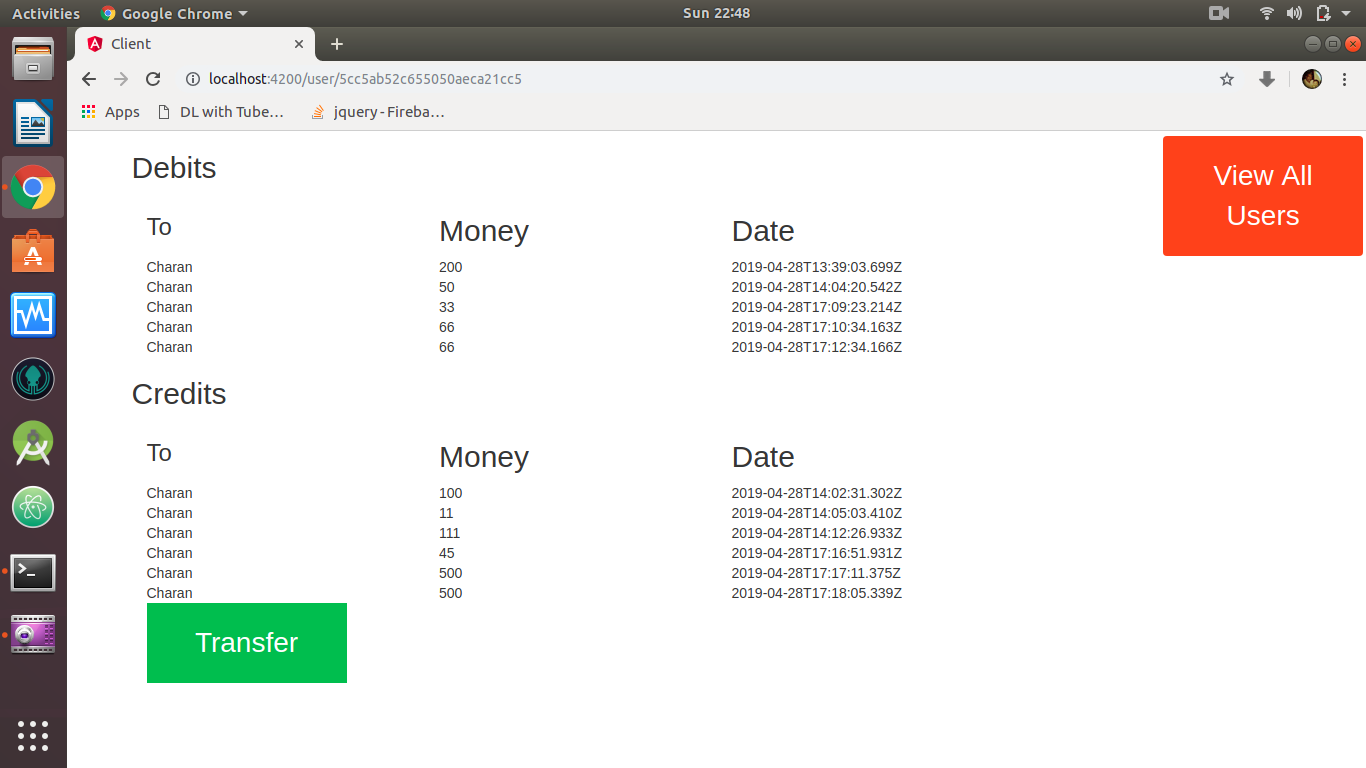 Activities Google Chrome Sun 22:48
Client
localhost:4200/user/5cc5ab52c655050aeca21cc5
Apps DL with Tube… jquery - Fireba…
Debits
View All
Users
To Money Date
Charan 200 2019-04-28T13:39:03.699Z
Charan 50 2019-04-28T14:04:20.542Z
Charan 33 2019-04-28T17:09:23.214Z
Charan 66 2019-04-28T17:10:34.163Z
Charan 66 2019-04-28T17:12:34.166Z
Credits
To Money Date
Charan 100 2019-04-28T14:02:31.302Z
Charan 11 2019-04-28T14:05:03.410Z
Charan 111 2019-04-28T14:12:26.933Z
Charan 45 2019-04-28T17:16:51.931Z
Charan 500 2019-04-28T17:17:11.375Z
Charan 500 2019-04-28T17:18:05.339Z
Transfer